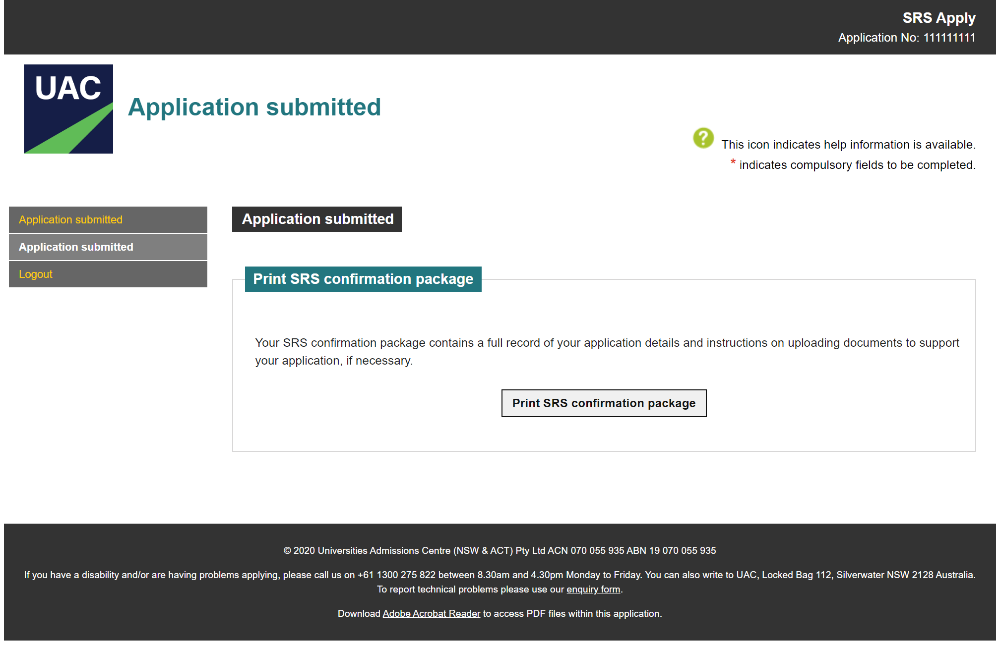 SRS Apply
Application No: 111111111
UAC
Application submitted
? This icon indicates help information is available.
* indicates compulsory fields to be completed.
Application submitted
Application submitted
Logout
Application submitted
Print SRS confirmation package
Your SRS confirmation package contains a full record of your application details and instructions on uploading documents to support
your application, if necessary.
Print SRS confirmation package
© 2020 Universities Admissions Centre (NSW & ACT) Pty Ltd ACN 070 055 935 ABN 19 070 055 935
If you have a disability and/or are having problems applying, please call us on +61 1300 275 822 between 8.30am and 4.30pm Monday to Friday. You can also write to UAC, Locked Bag 112, Silverwater NSW 2128 Australia.
To report technical problems please use our enquiry form.
Download Adobe Acrobat Reader to access PDF files within this application.